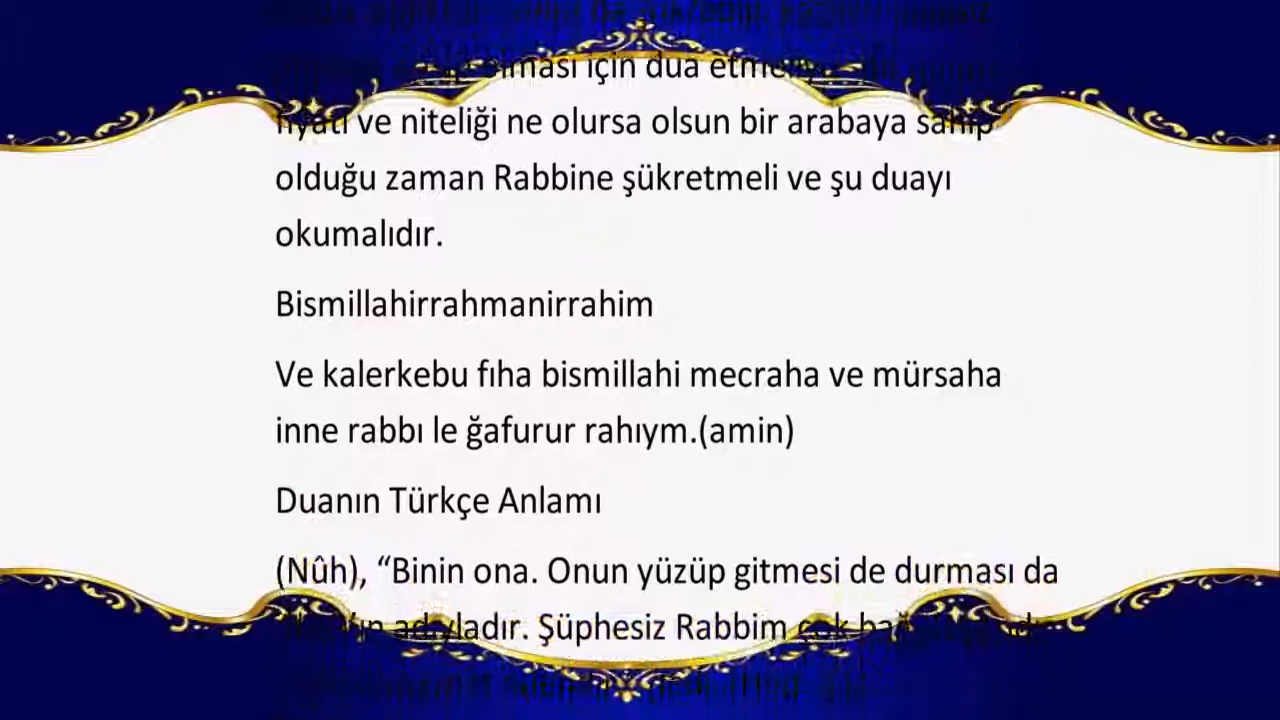 olması için dua
fiyatı ve niteliği ne olursa olsun bir arabaya sahip
olduğu zaman Rabbine şükretmeli ve şu duayı
okumalıdır.
Bismillahirrahmanirrahim
Ve kalerkebu fıha bismillahi mecraha ve mürsaha
inne rabbı le ğafurur rahıym.(amin)
Duanın Türkçe Anlamı
(Nûh), “Binin ona. Onun yüzüp gitmesi de durması da
adıyladır. Şüphesiz Rabbim çok